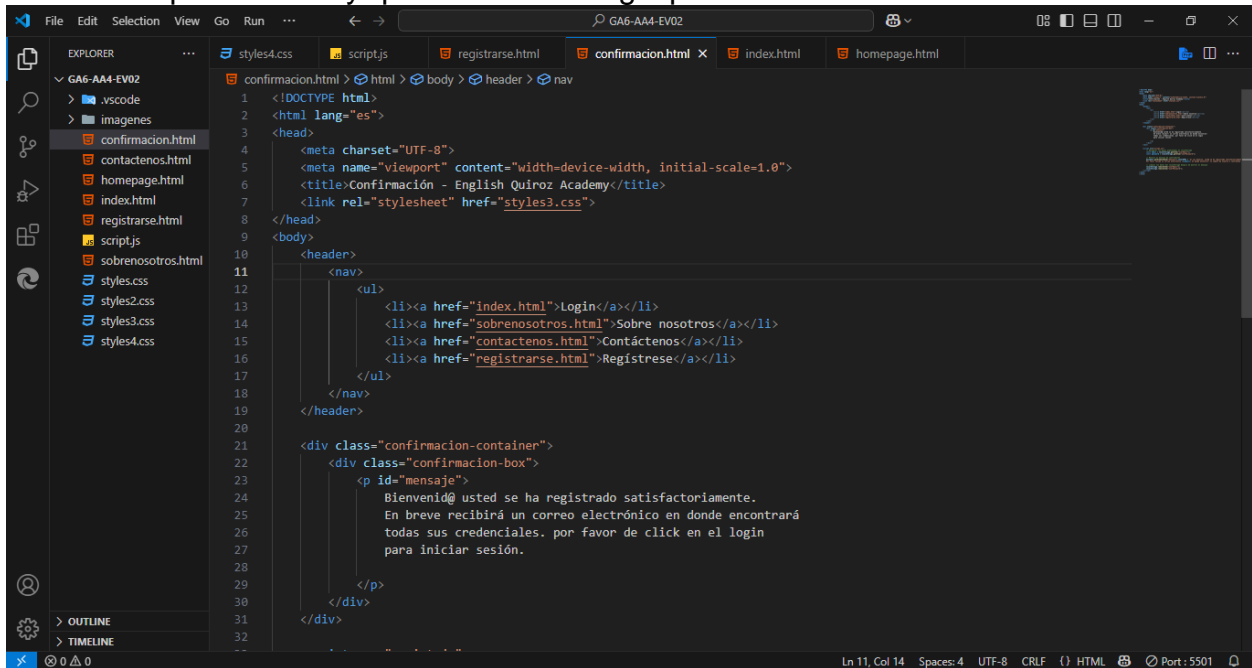 File Edit Selection View Go Run ··· GA6-AA4-EV02
EXPLORER ···
GA6-AA4-EV02
.vscode
imagenes
confirmacion.html
contactenos.html
homepage.html
index.html
registrarse.html
script.js
sobrenosotros.html
styles.css
styles2.css
styles3.css
styles4.css
OUTLINE
TIMELINE
styles4.css script.js registrarse.html confirmacion.html index.html homepage.html
confirmacion.html > html > body > header > nav
1 <!DOCTYPE html>
2 <html lang="es">
3 <head>
4 <meta charset="UTF-8">
5 <meta name="viewport" content="width=device-width, initial-scale=1.0">
6 <title>Confirmación - English Quiroz Academy</title>
7 <link rel="stylesheet" href="styles3.css">
8 </head>
9 <body>
10 <header>
11 <nav>
12 <ul>
13 <li><a href="index.html">Login</a></li>
14 <li><a href="sobrenosotros.html">Sobre nosotros</a></li>
15 <li><a href="contactenos.html">Contáctenos</a></li>
16 <li><a href="registrarse.html">Regístrese</a></li>
17 </ul>
18 </nav>
19 </header>
20
21 <div class="confirmacion-container">
22 <div class="confirmacion-box">
23 <p id="mensaje">
24 Bienvenid@ usted se ha registrado satisfactoriamente.
25 En breve recibirá un correo electrónico en donde encontrará
26 todas sus credenciales. por favor de click en el login
27 para iniciar sesión.
28
29 </p>
30 </div>
31 </div>
32
0 0 Ln 11, Col 14 Spaces: 4 UTF-8 CRLF {} HTML Port : 5501